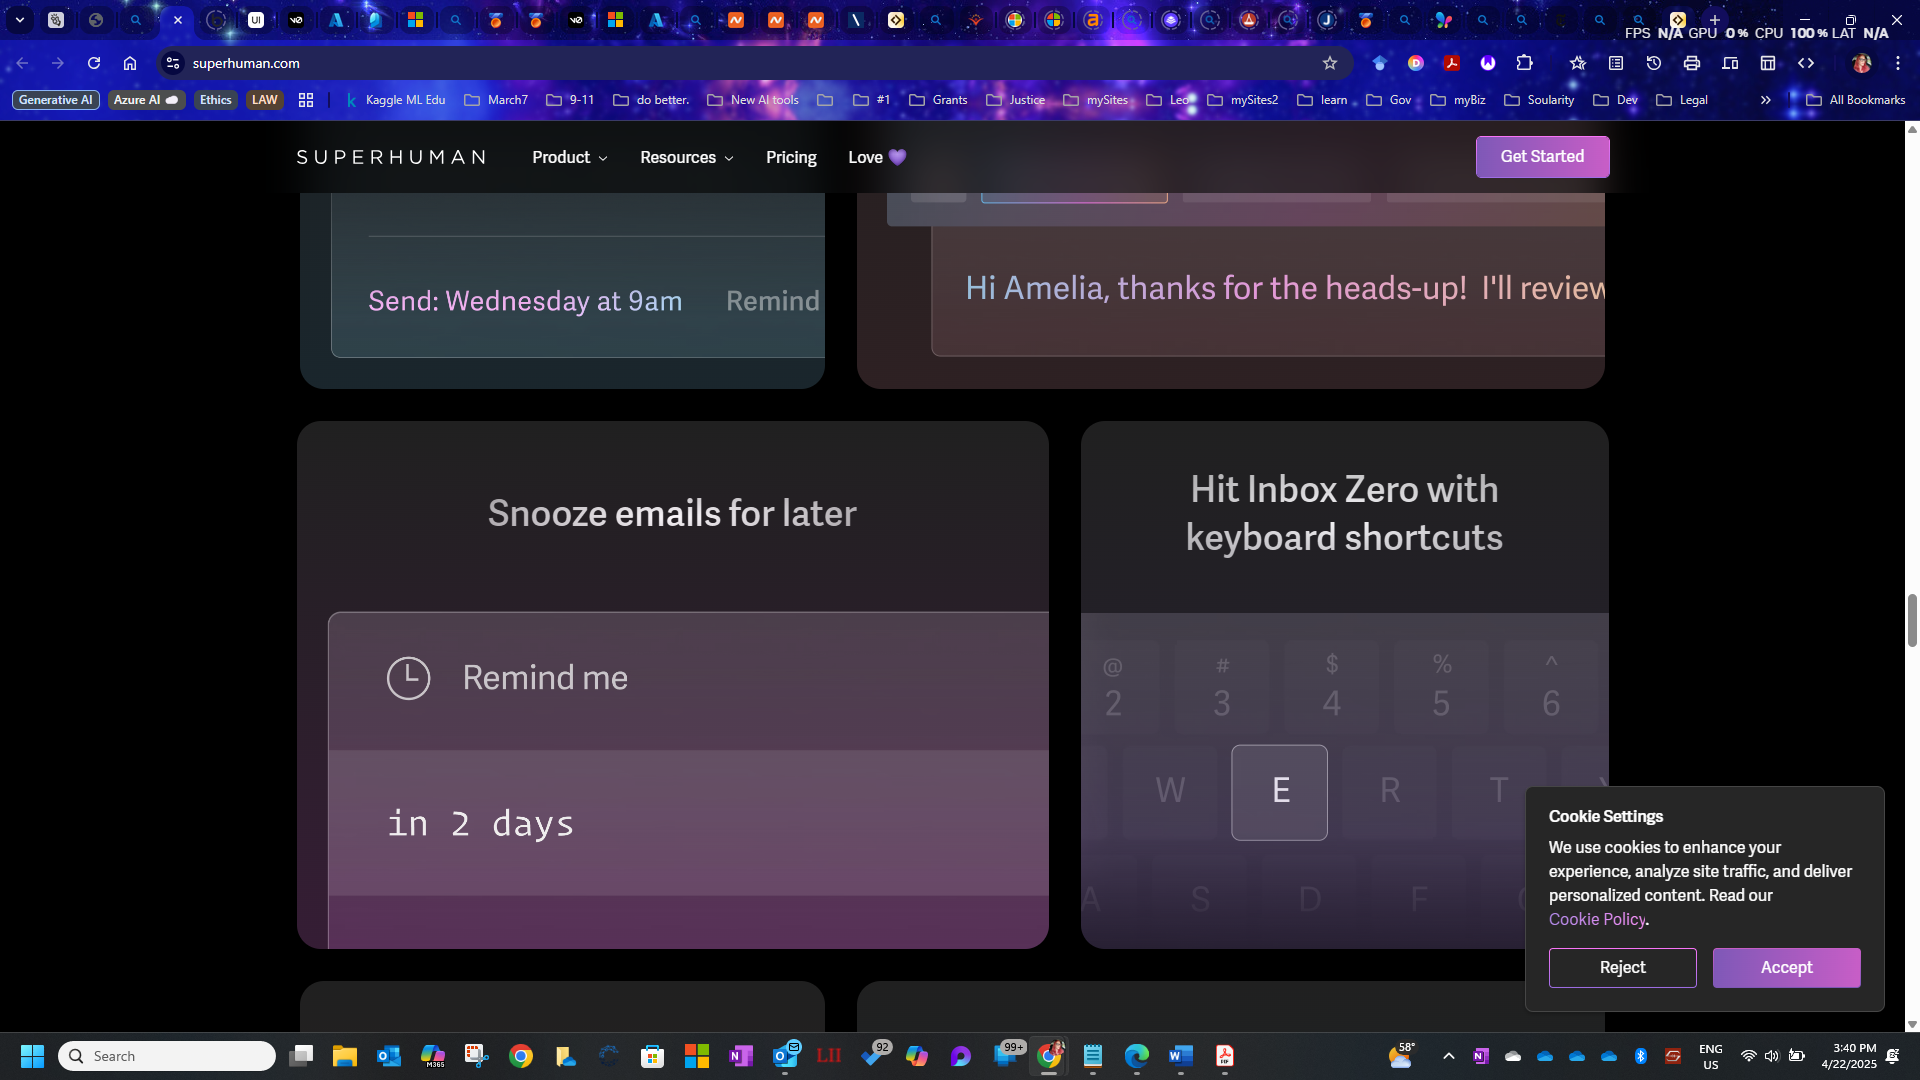 UI
FPS N/A GPU 0% CPU 100% LAT N/A
superhuman.com
Generative AI
Azure AI
Ethics
LAW
Kaggle ML Edu
March7
9-11
do better.
New AI tools
#1
Grants
Justice
mySites
Leo
mySites2
learn
Gov
myBiz
Soularity
Dev
Legal
All Bookmarks
SUPERHUMAN
Product
Resources
Pricing
Love 💜
Get Started
Send: Wednesday at 9am
Remind
Hi Amelia, thanks for the heads-up! I'll review
Snooze emails for later
Remind me
in 2 days
Hit Inbox Zero with
keyboard shortcuts
@ # $ % ^
2 3 4 5 6
W E R T
A S D F
Cookie Settings
We use cookies to enhance your
experience, analyze site traffic, and deliver
personalized content. Read our
Cookie Policy.
Reject
Accept
Search
M365
LII
92
99+
58°
ENG
US
3:40 PM
4/22/2025